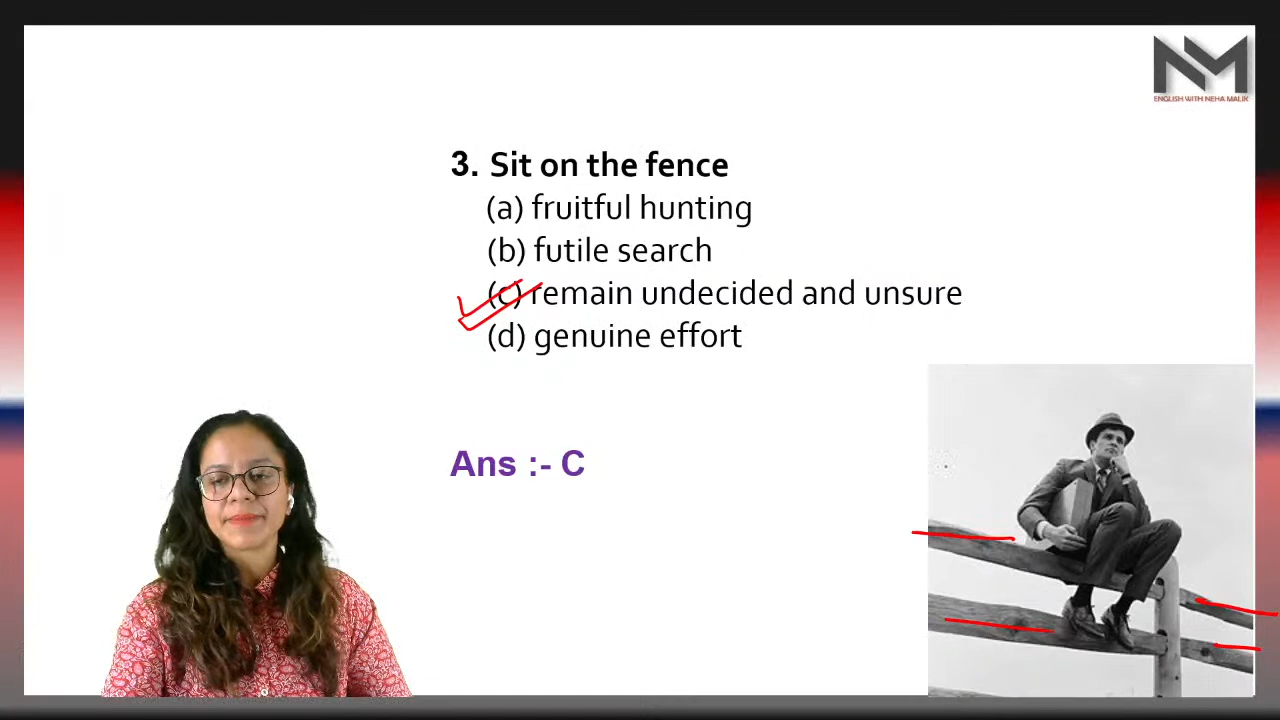 NM
ENGLISH WITH NEHA MALIK
3. Sit on the fence
(a) fruitful hunting
(b) futile search
(c) remain undecided and unsure
(d) genuine effort
Ans :- C